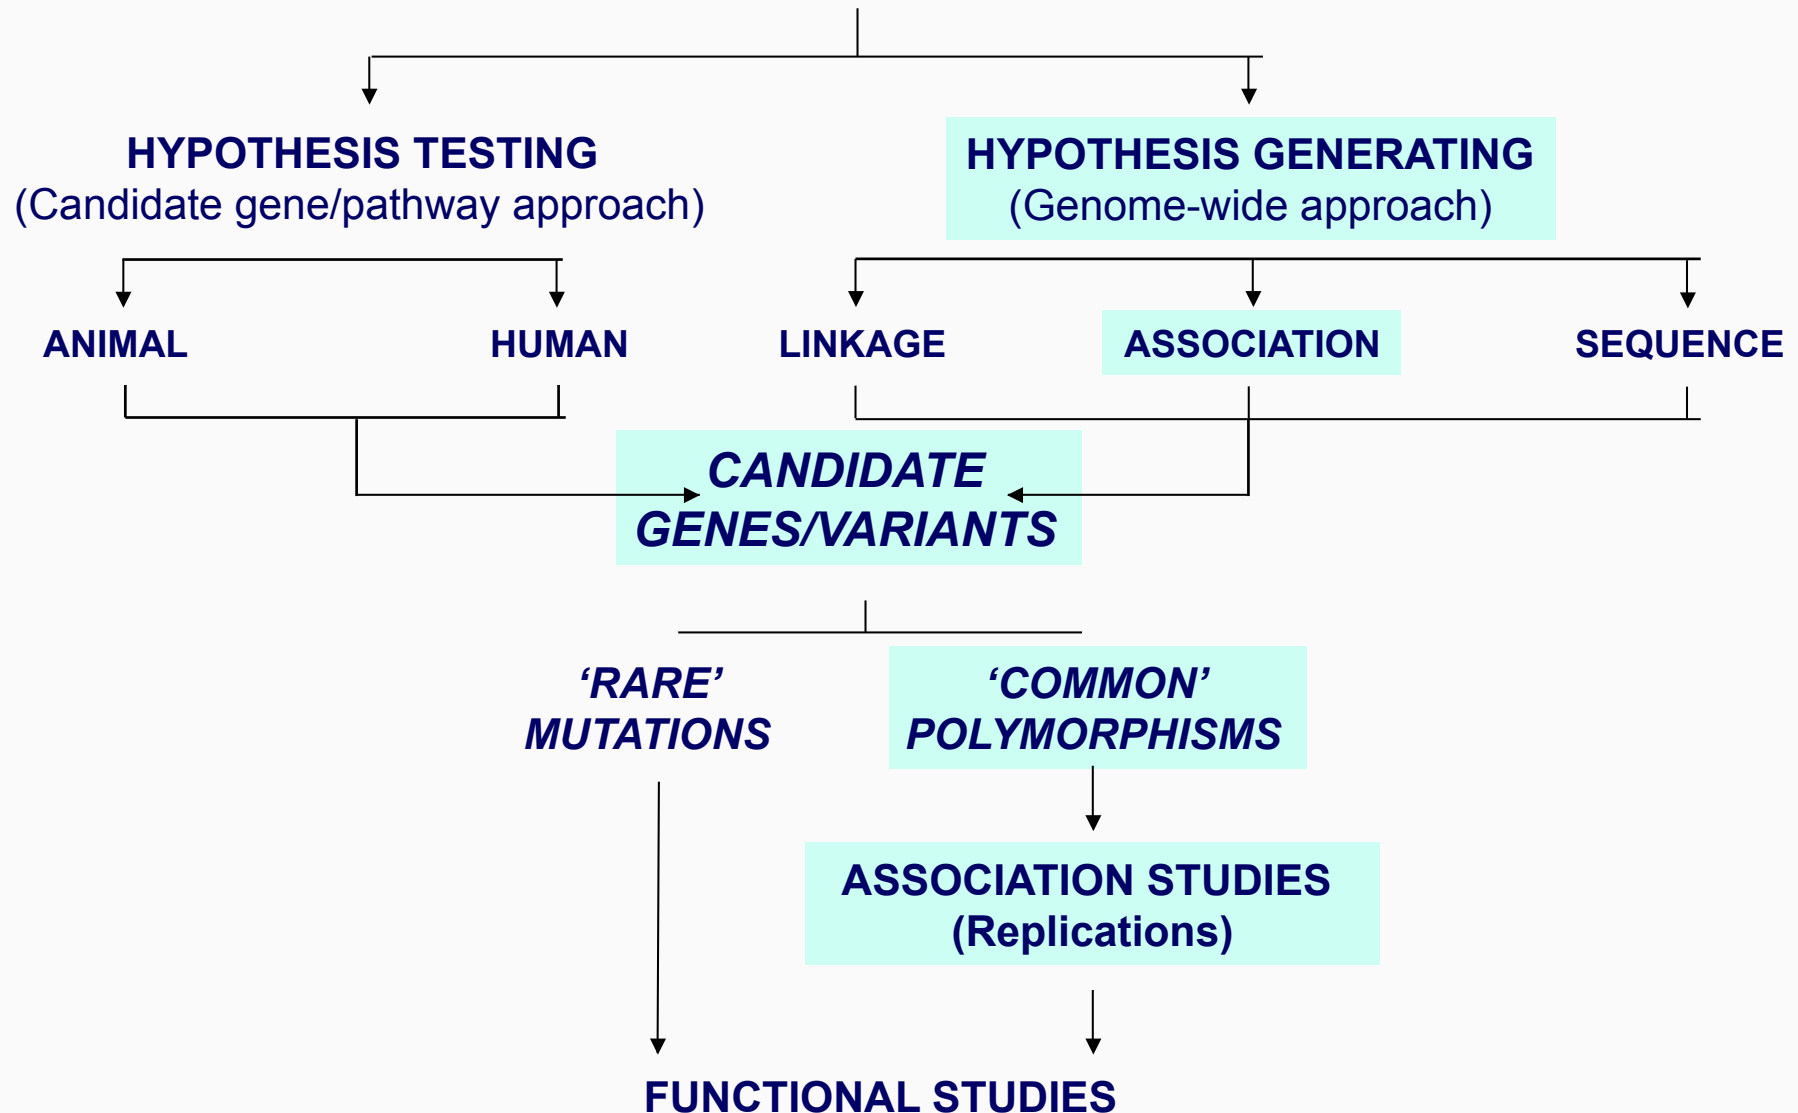 HYPOTHESIS TESTING
(Candidate gene/pathway approach)
HYPOTHESIS GENERATING
(Genome-wide approach)
ANIMAL
HUMAN
LINKAGE
ASSOCIATION
SEQUENCE
CANDIDATE
GENES/VARIANTS
‘RARE’
MUTATIONS
‘COMMON’
POLYMORPHISMS
ASSOCIATION STUDIES
(Replications)
FUNCTIONAL STUDIES